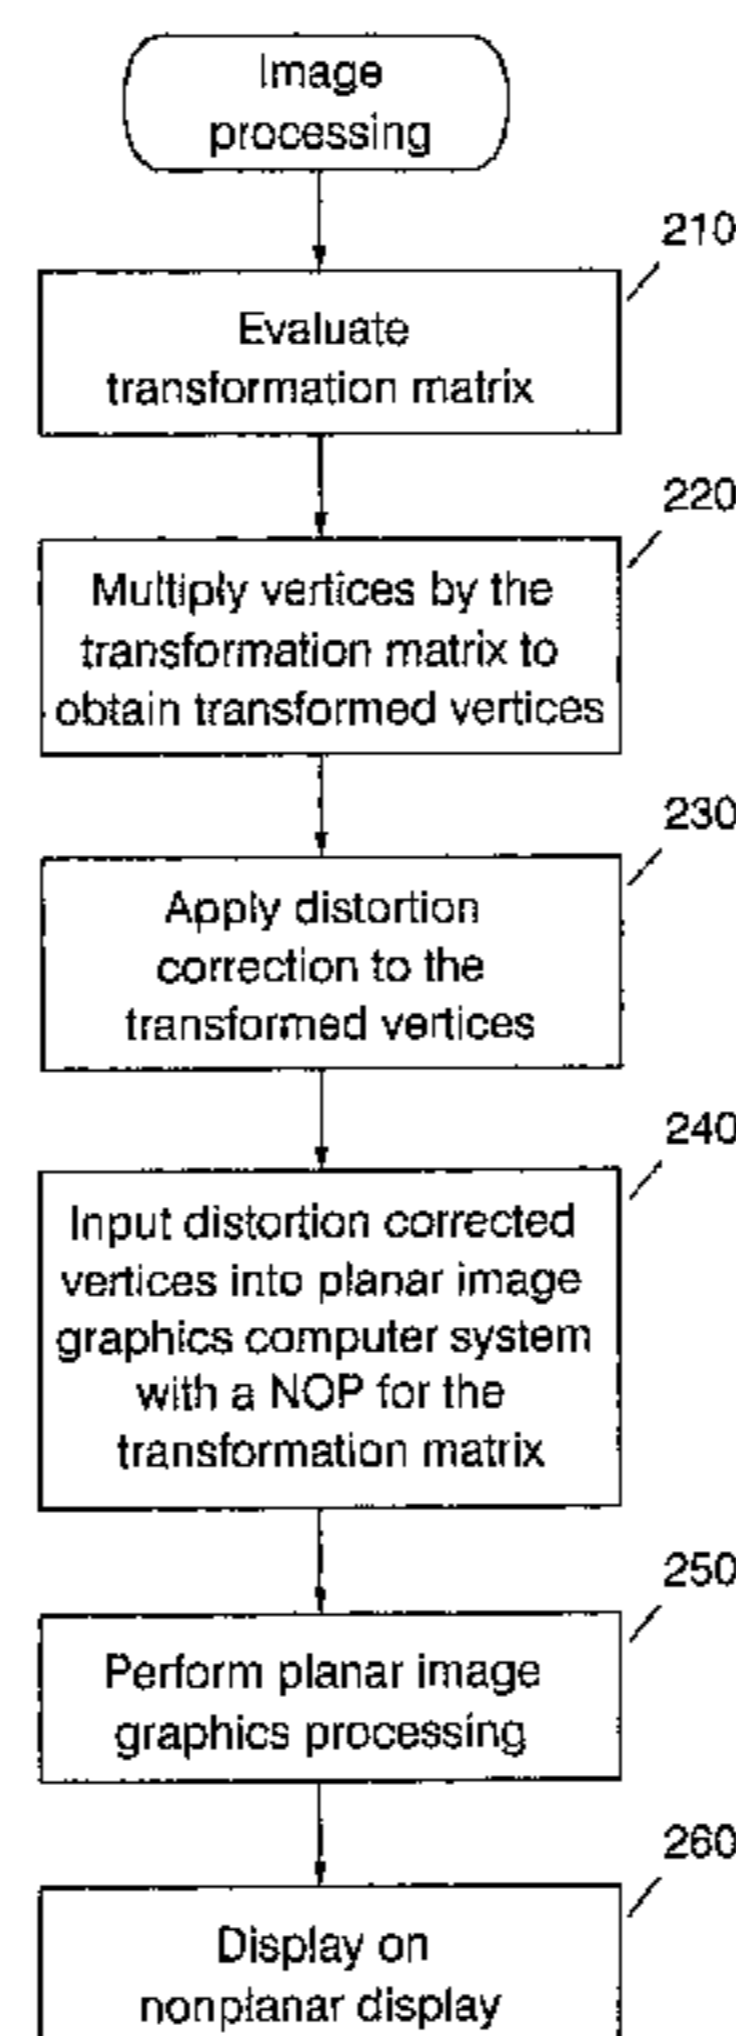 Image
processing
210
Evaluate
transformation matrix
220
Multiply vertices by the
transformation matrix to
obtain transformed vertices
230
Apply distortion
correction to the
transformed vertices
240
Input distortion corrected
vertices into planar image
graphics computer system
with a NOP for the
transformation matrix
250
Perform planar image
graphics processing
260
Display on
nonplanar display